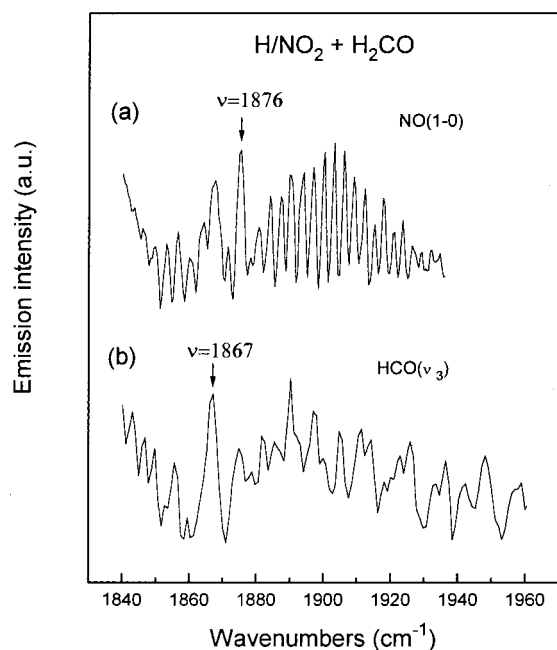 H/NO₂ + H₂CO
ν=1876
(a)
NO(1-0)
Emission intensity (a.u.)
ν=1867
(b)
HCO(ν ₃)
1840 1860 1880 1900 1920 1940 1960
Wavenumbers (cm⁻¹)